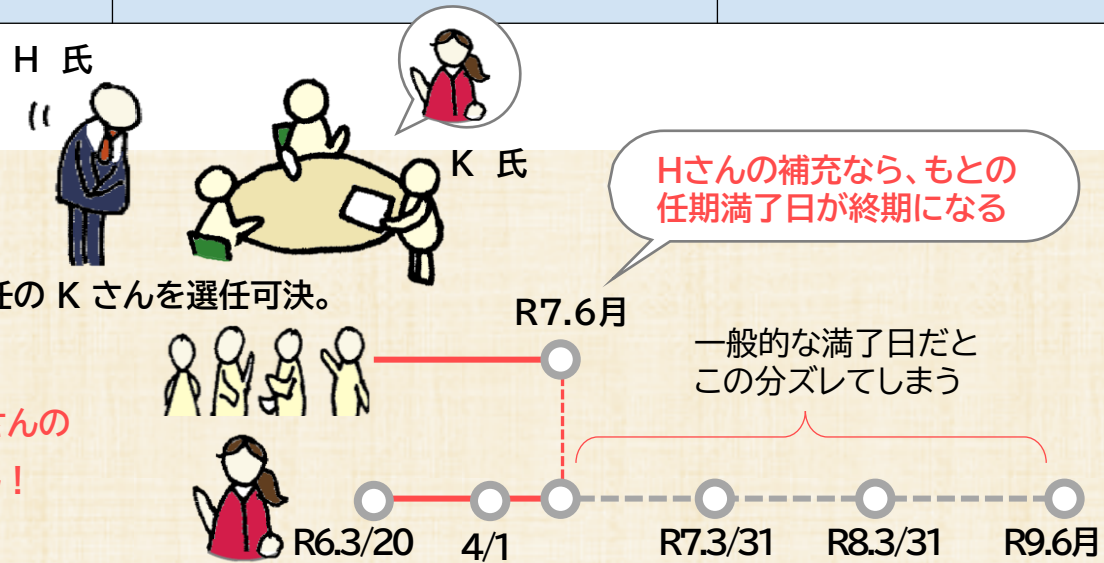 H 氏
K 氏
Hさんの補充なら、もとの
任期満了日が終期になる
任の K さんを選任可決。
R7.6月
一般的な満了日だと
この分ズレてしまう
さんの
!
R6.3/20
4/1
R7.3/31
R8.3/31
R9.6月